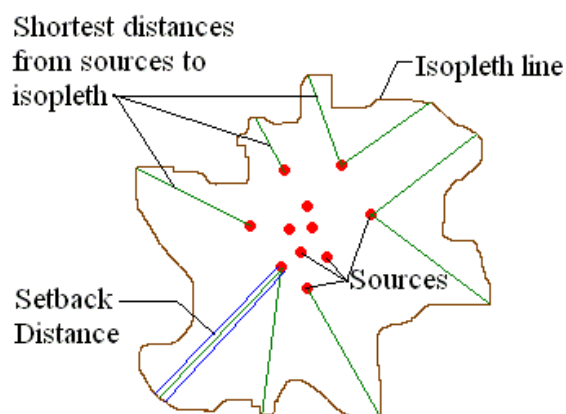 Shortest distances
from sources to
isopleth
Isopleth line
Sources
Setback
Distance